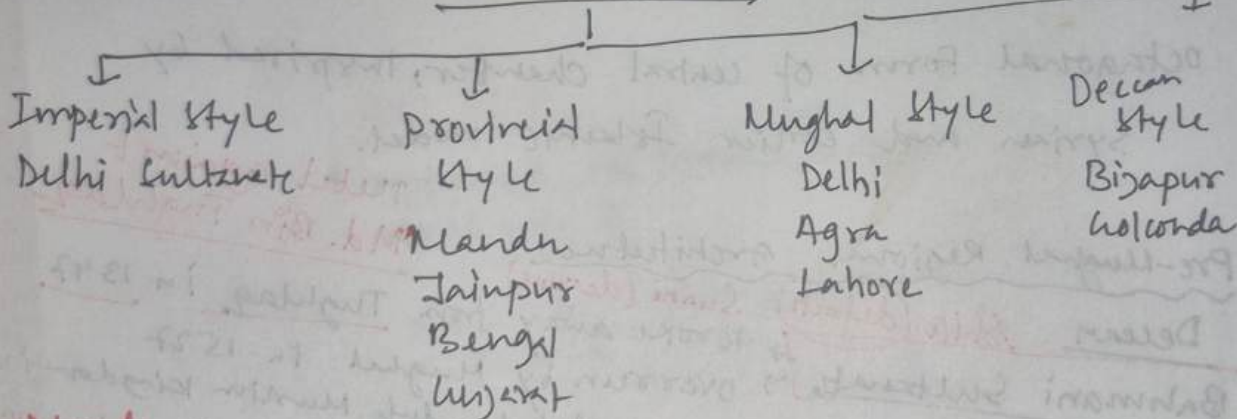 Imperial Style
Delhi Sultanate
Provincial
Style
Mandu
Jainpur
Bengal
Gujarat
Mughal Style
Delhi
Agra
Lahore
Deccan
Style
Bijapur
Golconda